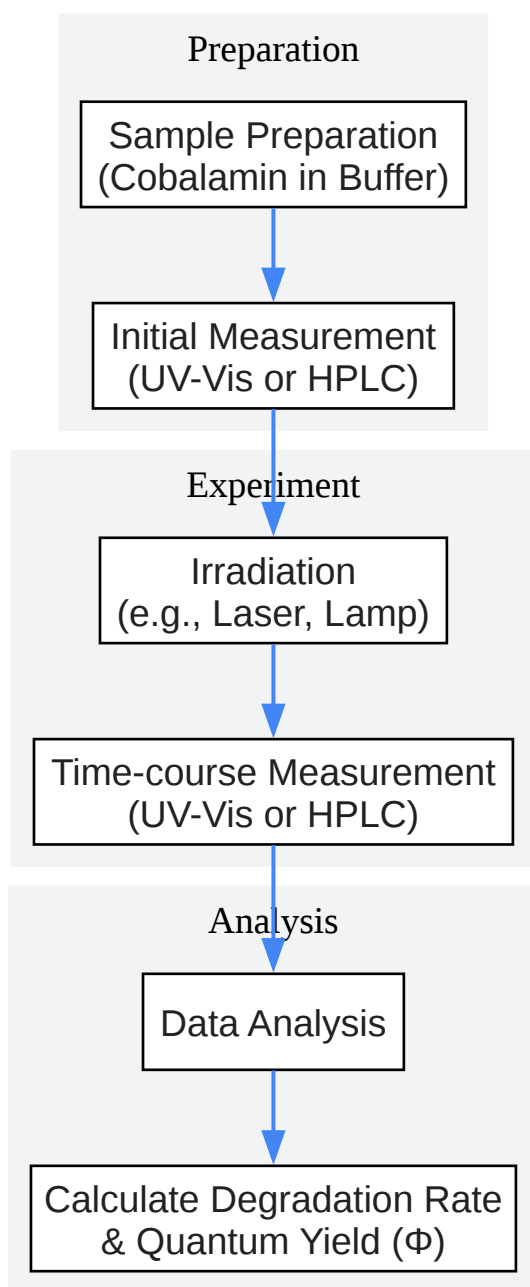 Preparation
Sample Preparation
(Cobalamin in Buffer)
Initial Measurement
(UV-Vis or HPLC)
Experiment
Irradiation
(e.g., Laser, Lamp)
Time-course Measurement
(UV-Vis or HPLC)
Analysis
Data Analysis
Calculate Degradation Rate
& Quantum Yield (Φ)